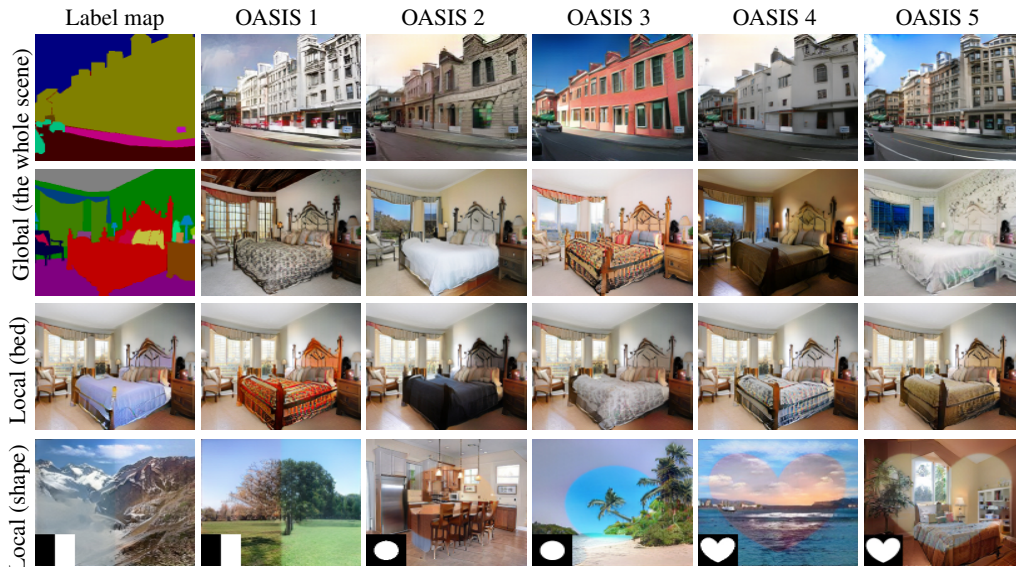 Label map OASIS 1 OASIS 2 OASIS 3 OASIS 4 OASIS 5
Global (the whole scene)
Local (bed)
Local (shape)